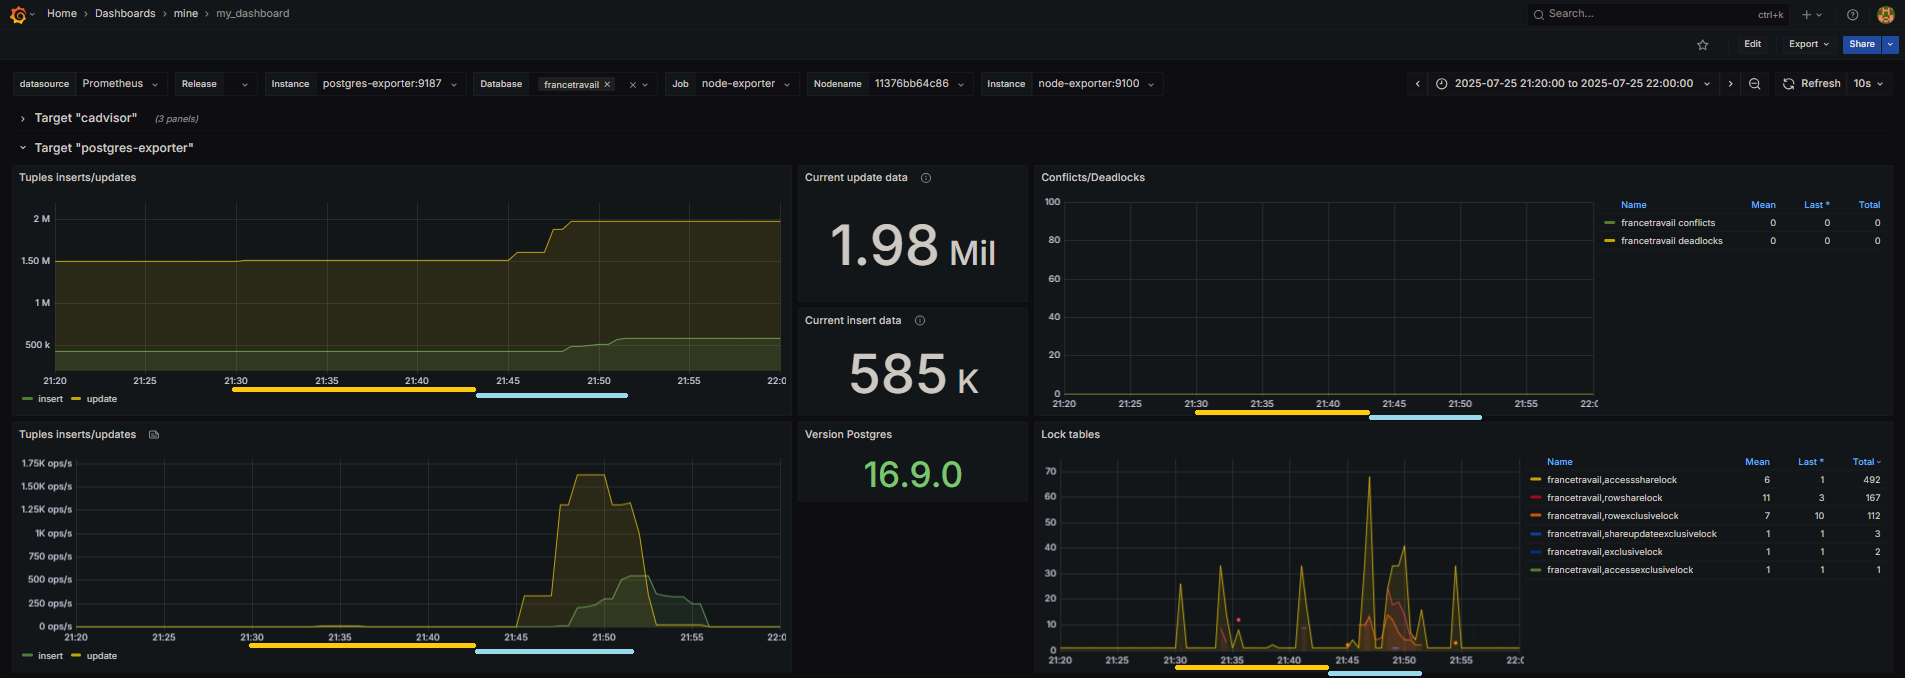 Home › Dashboards › mine › my_dashboard
Search... ctrl+k
Edit Export Share
datasource Prometheus Release Instance postgres-exporter:9187 Database francetravail Job node-exporter Nodename 11376bb64c86 Instance node-exporter:9100
2025-07-25 21:20:00 to 2025-07-25 22:00:00 Refresh 10s
Target "cadvisor" (3 panels)
Target "postgres-exporter"
Tuples inserts/updates
2 M
1.50 M
1 M
500 k
21:20 21:25 21:30 21:35 21:40 21:45 21:50 21:55 22:0
insert update
Current update data
1.98 Mil
Current insert data
585 K
Conflicts/Deadlocks
100
80
60
40
20
0
21:20 21:25 21:30 21:35 21:40 21:45 21:50 21:55 22:0
Name Mean Last * Total
francetravail conflicts 0 0 0
francetravail deadlocks 0 0 0
Tuples inserts/updates
1.75K ops/s
1.50K ops/s
1.25K ops/s
1K ops/s
750 ops/s
500 ops/s
250 ops/s
0 ops/s
21:20 21:25 21:30 21:35 21:40 21:45 21:50 21:55 22:0
insert update
Version Postgres
16.9.0
Lock tables
70
60
50
40
30
20
10
0
21:20 21:25 21:30 21:35 21:40 21:45 21:50 21:55 22:0
Name Mean Last * Total
francetravail,accesssharelock 6 1 492
francetravail,rowsharelock 11 3 167
francetravail,rowexclusivelock 7 10 112
francetravail,shareupdateexclusivelock 1 1 3
francetravail,exclusivelock 1 1 2
francetravail,accessexclusivelock 1 1 1